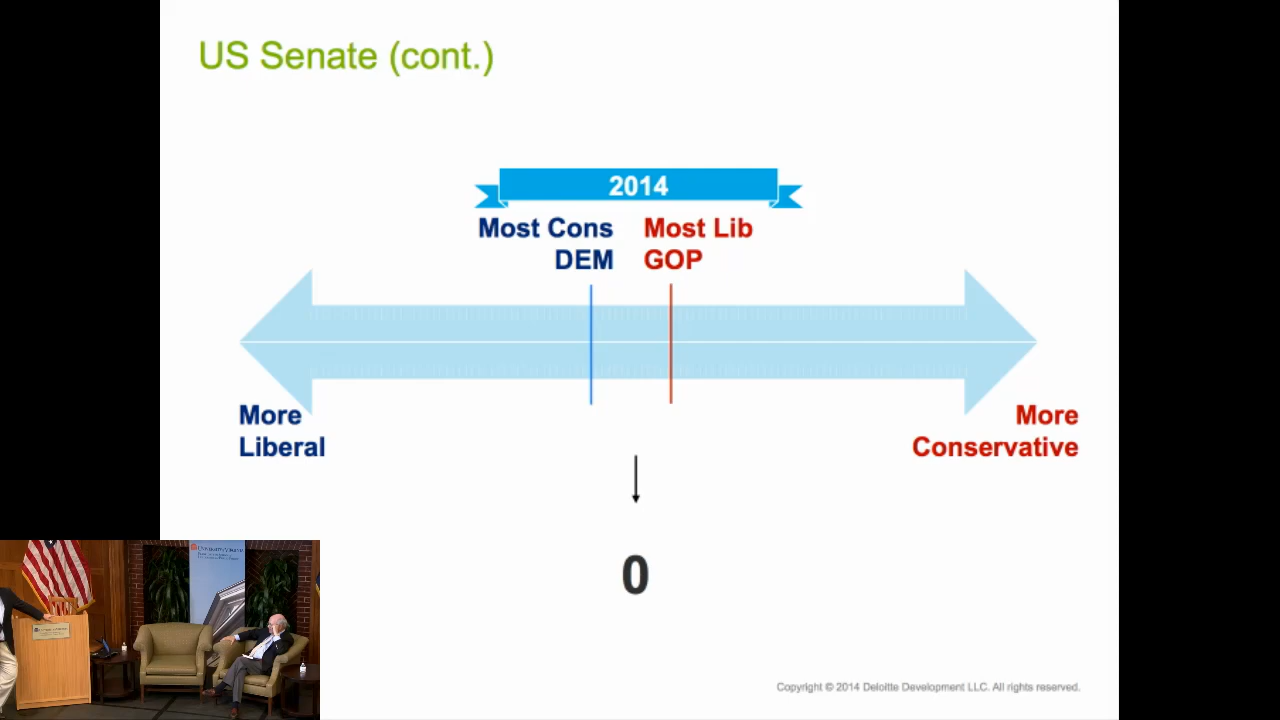 US Senate (cont.)
2014
Most Cons
DEM
Most Lib
GOP
More
Liberal
More
Conservative
0
Copyright © 2014 Deloitte Development LLC. All rights reserved.